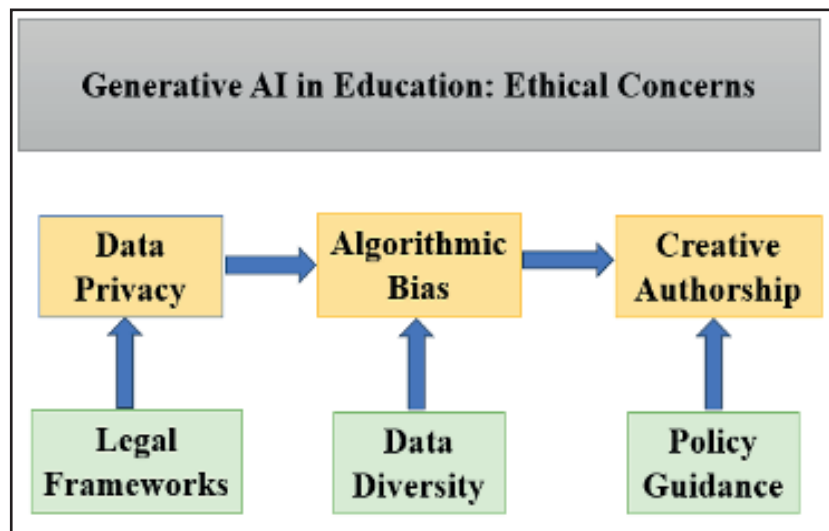 Generative AI in Education: Ethical Concerns
Data
Privacy
Algorithmic
Bias
Creative
Authorship
Legal
Frameworks
Data
Diversity
Policy
Guidance